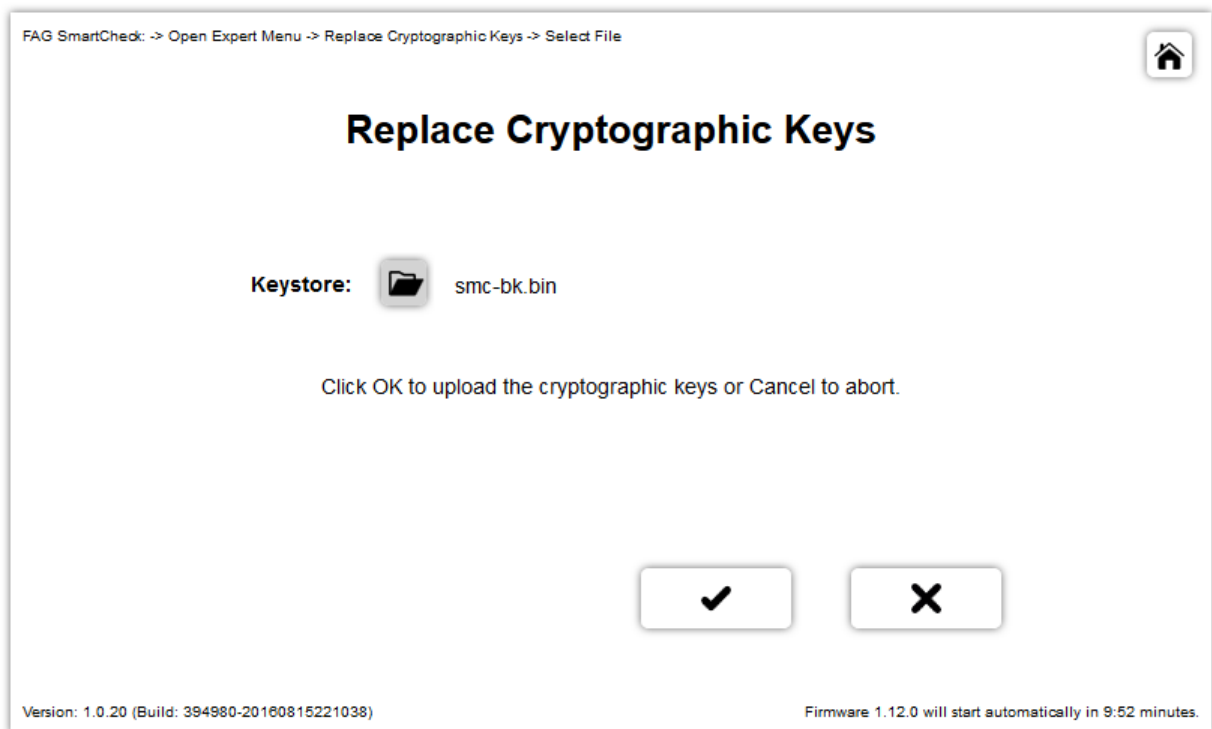 FAG SmartCheck: -> Open Expert Menu -> Replace Cryptographic Keys -> Select File
Replace Cryptographic Keys
Keystore: smc-bk.bin
Click OK to upload the cryptographic keys or Cancel to abort.
Version: 1.0.20 (Build: 394980-20160815221038) Firmware 1.12.0 will start automatically in 9:52 minutes.